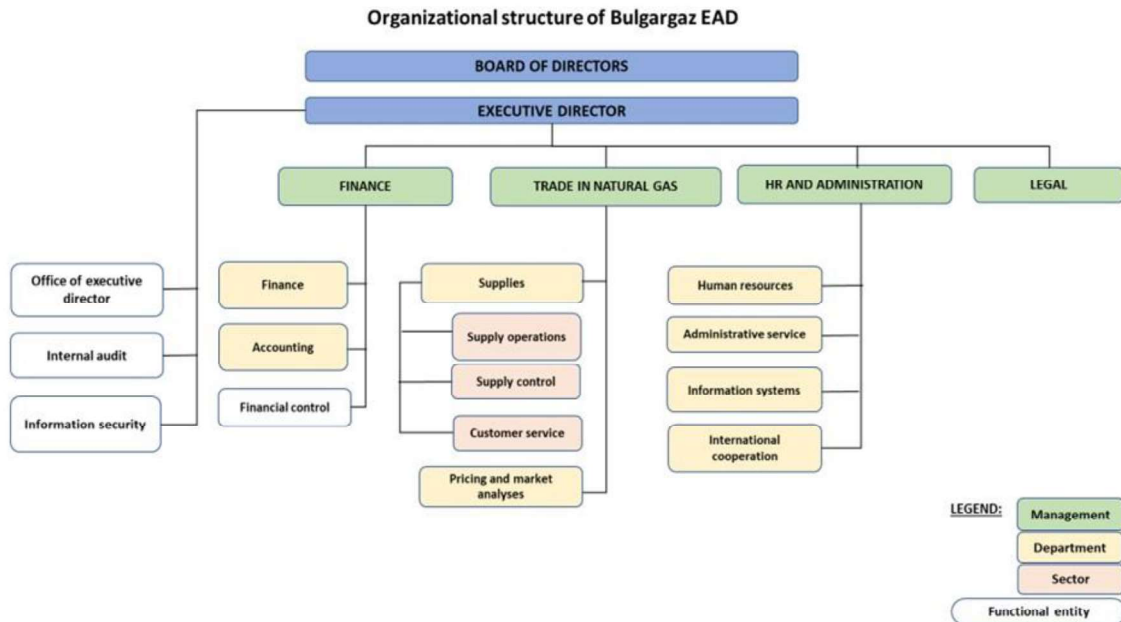 Organizational structure of Bulgargaz EAD
BOARD OF DIRECTORS
EXECUTIVE DIRECTOR
FINANCE
TRADE IN NATURAL GAS
HR AND ADMINISTRATION
LEGAL
Office of executive
director
Internal audit
Information security
Finance
Accounting
Financial control
Supplies
Supply operations
Supply control
Customer service
Pricing and market
analyses
Human resources
Administrative service
Information systems
International
cooperation
LEGEND:
Management
Department
Sector
Functional entity